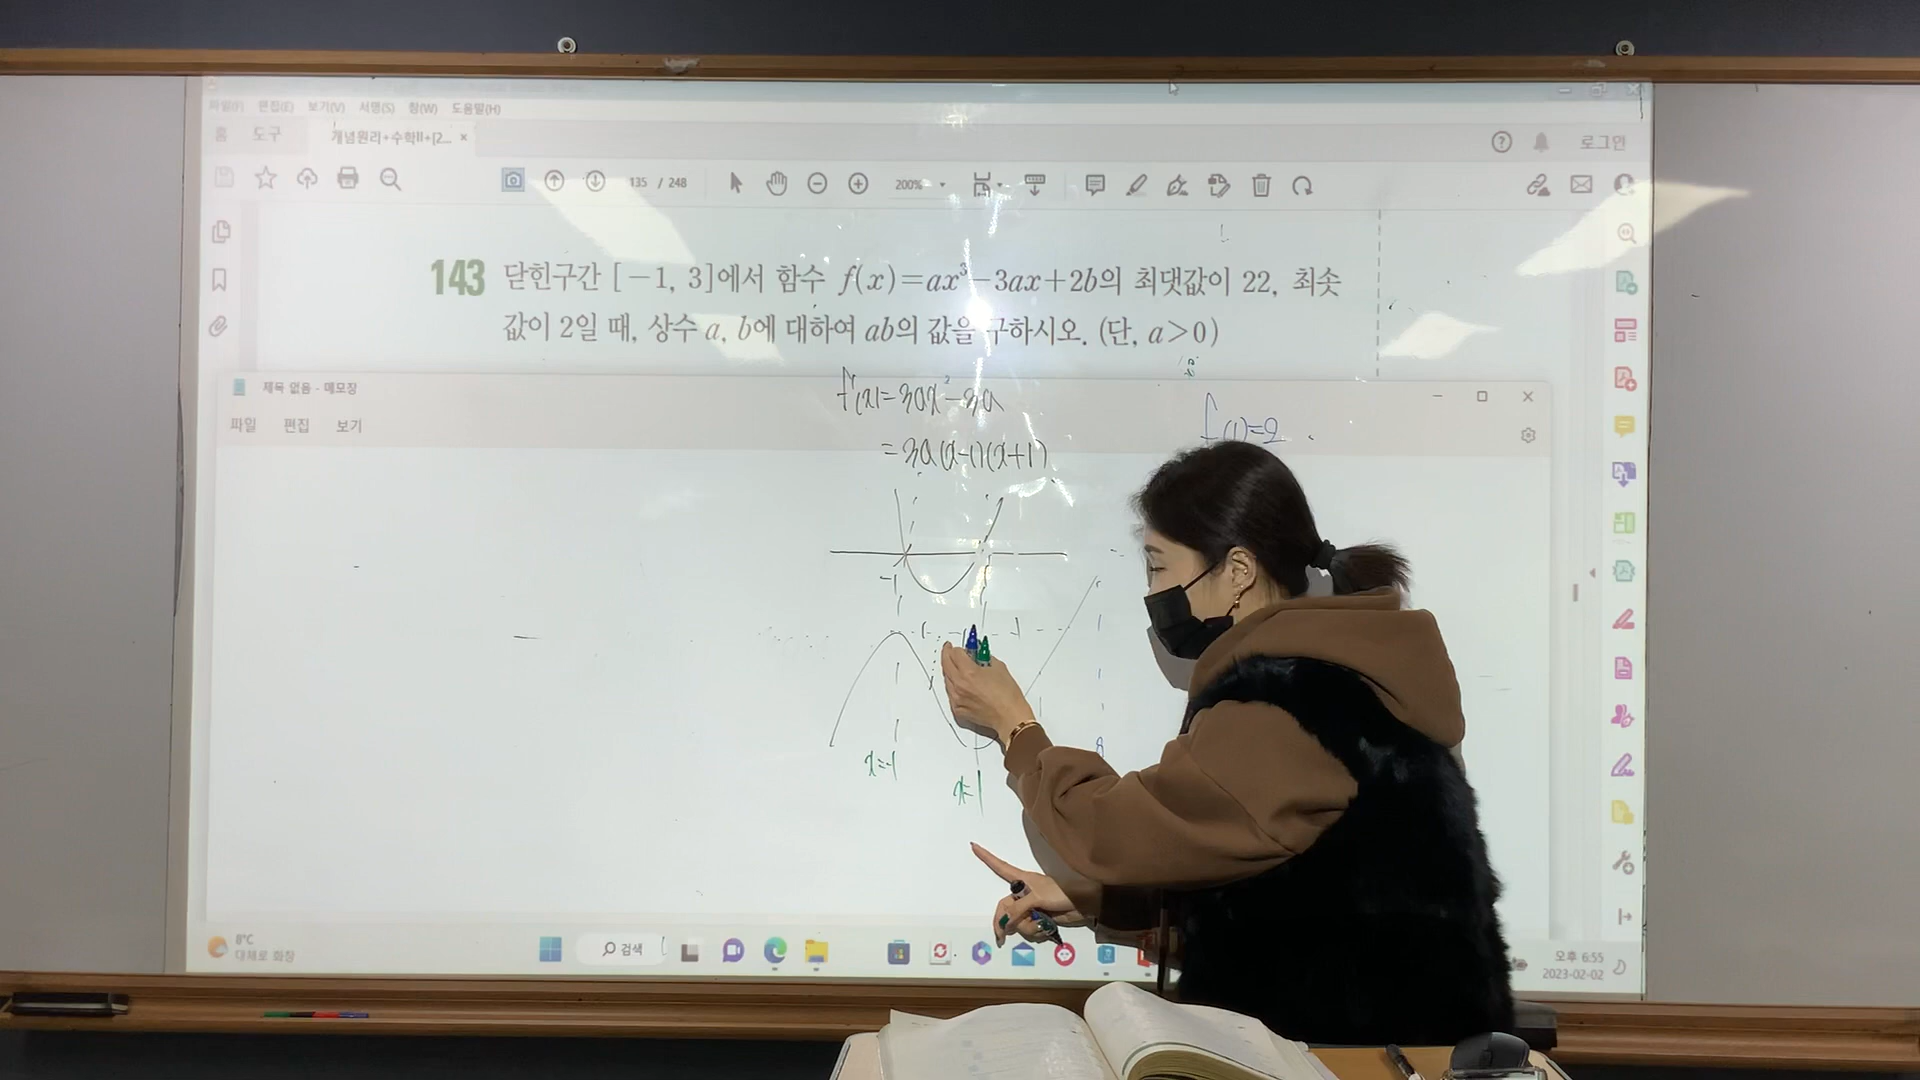 파일(F) 편집(E) 보기(V) 서명(S) 창(W) 도움말(H)
홈 도구 개념원리+수학II+[2... × 로그인
135 / 248 200%
143 닫힌구간 [−1, 3]에서 함수 f(x)=ax³−3ax+2b의 최댓값이 22, 최솟
값이 2일 때, 상수 a, b에 대하여 ab의 값을 구하시오. (단, a>0)
제목 없음 - 메모장
파일 편집 보기
f'(x)=3ax²-3a
=3a(x-1)(x+1)
f(1)=2
-1
x=-1
x=1
8°C
대체로 화창
검색
오후 6:55
2023-02-02